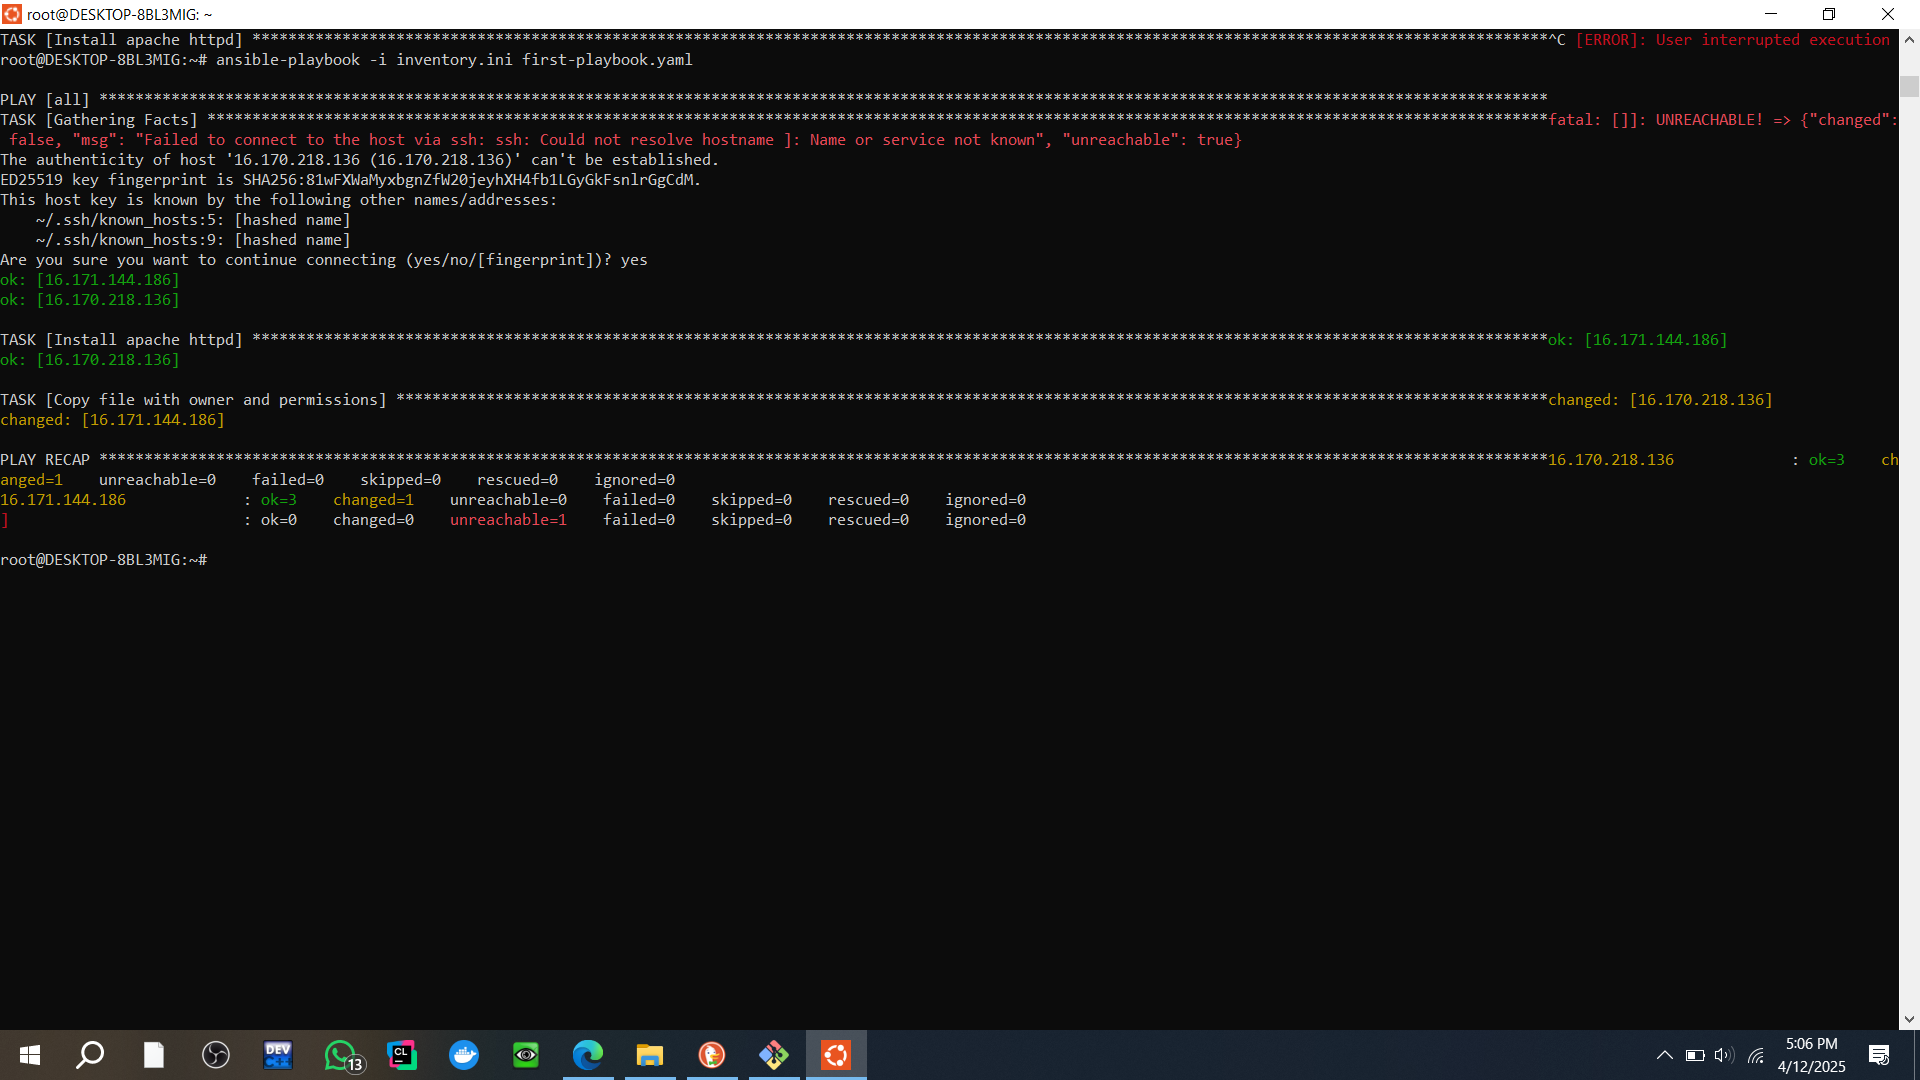 root@DESKTOP-8BL3MIG: ~
TASK [Install apache httpd] ************************************************************************************************************************************************^C [ERROR]: User interrupted execution
root@DESKTOP-8BL3MIG:~# ansible-playbook -i inventory.ini first-playbook.yaml
PLAY [all] *****************************************************************************************************************************************************************
TASK [Gathering Facts] *****************************************************************************************************************************************************fatal: []]: UNREACHABLE! => {"changed":
false, "msg": "Failed to connect to the host via ssh: ssh: Could not resolve hostname ]: Name or service not known", "unreachable": true}
The authenticity of host '16.170.218.136 (16.170.218.136)' can't be established.
ED25519 key fingerprint is SHA256:81wFXWaMyxbgnZfW20jeyhXH4fb1LGyGkFsnlrGgCdM.
This host key is known by the following other names/addresses:
~/.ssh/known_hosts:5: [hashed name]
~/.ssh/known_hosts:9: [hashed name]
Are you sure you want to continue connecting (yes/no/[fingerprint])? yes
ok: [16.171.144.186]
ok: [16.170.218.136]
TASK [Install apache httpd] ************************************************************************************************************************************************ok: [16.171.144.186]
ok: [16.170.218.136]
TASK [Copy file with owner and permissions] ********************************************************************************************************************************changed: [16.170.218.136]
changed: [16.171.144.186]
PLAY RECAP *****************************************************************************************************************************************************************16.170.218.136 : ok=3 ch
anged=1 unreachable=0 failed=0 skipped=0 rescued=0 ignored=0
16.171.144.186 : ok=3 changed=1 unreachable=0 failed=0 skipped=0 rescued=0 ignored=0
] : ok=0 changed=0 unreachable=1 failed=0 skipped=0 rescued=0 ignored=0
root@DESKTOP-8BL3MIG:~#
DEV
C++
13
CL
5:06 PM
4/12/2025